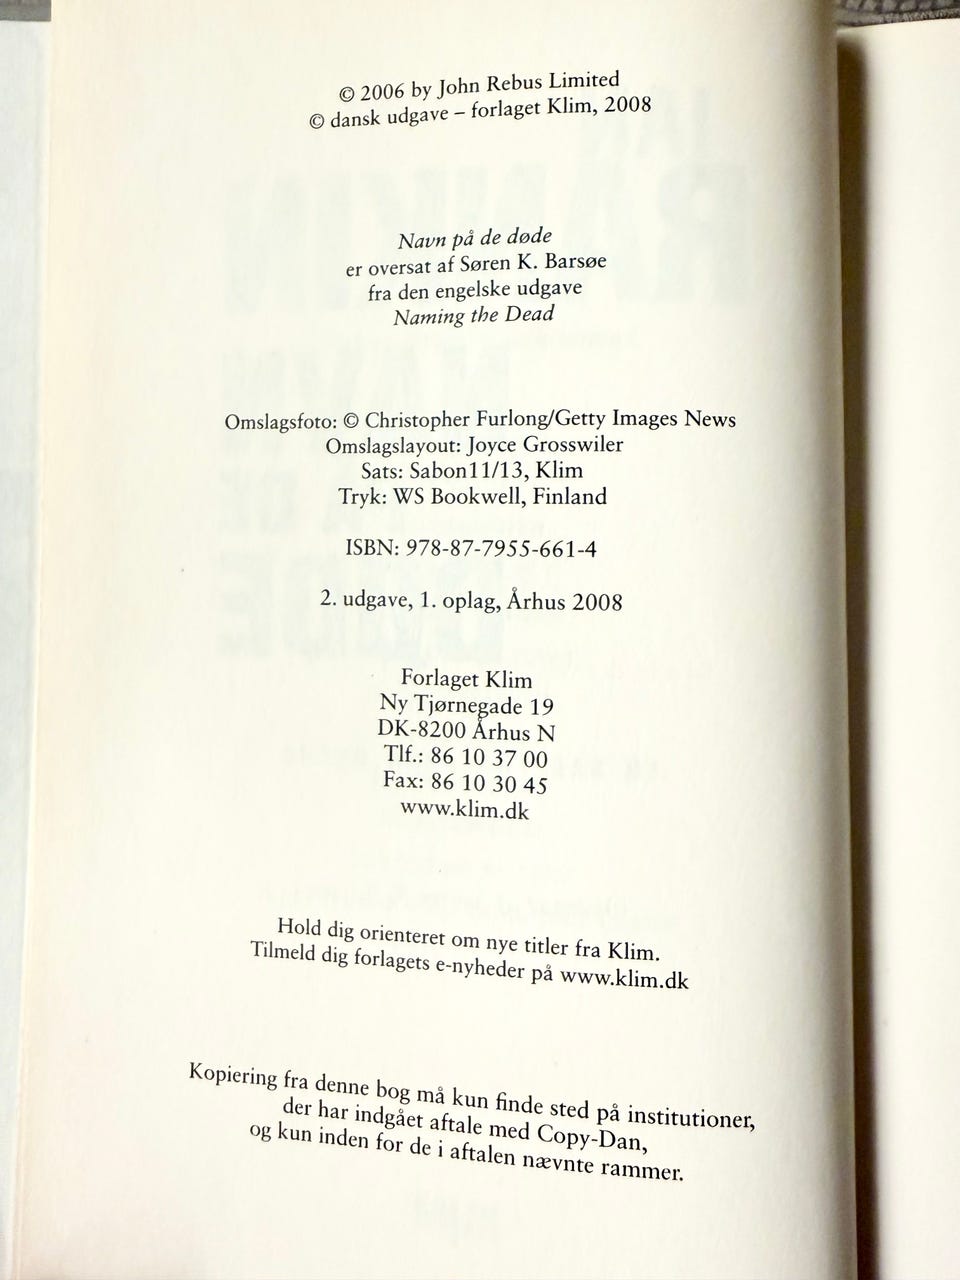 © 2006 by John Rebus Limited
© dansk udgave – forlaget Klim, 2008
Navn på de døde
er oversat af Søren K. Barsøe
fra den engelske udgave
Naming the Dead
Omslagsfoto: © Christopher Furlong/Getty Images News
Omslagslayout: Joyce Grosswiler
Sats: Sabon11/13, Klim
Tryk: WS Bookwell, Finland
ISBN: 978-87-7955-661-4
2. udgave, 1. oplag, Århus 2008
Forlaget Klim
Ny Tjørnegade 19
DK-8200 Århus N
Tlf.: 86 10 37 00
Fax: 86 10 30 45
www.klim.dk
Hold dig orienteret om nye titler fra Klim.
Tilmeld dig forlagets e-nyheder på www.klim.dk
Kopiering fra denne bog må kun finde sted på institutioner,
der har indgået aftale med Copy-Dan,
og kun inden for de i aftalen nævnte rammer.